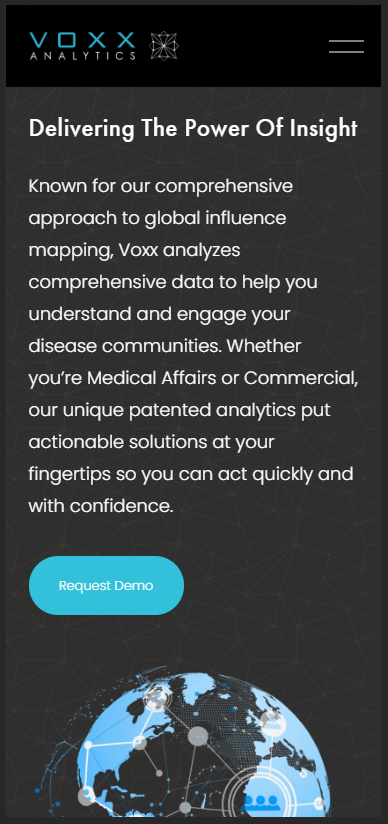 VOXX
ANALYTICS
Delivering The Power Of Insight
Known for our comprehensive
approach to global influence
mapping, Voxx analyzes
comprehensive data to help you
understand and engage your
disease communities. Whether
you’re Medical Affairs or Commercial,
our unique patented analytics put
actionable solutions at your
fingertips so you can act quickly and
with confidence.
Request Demo